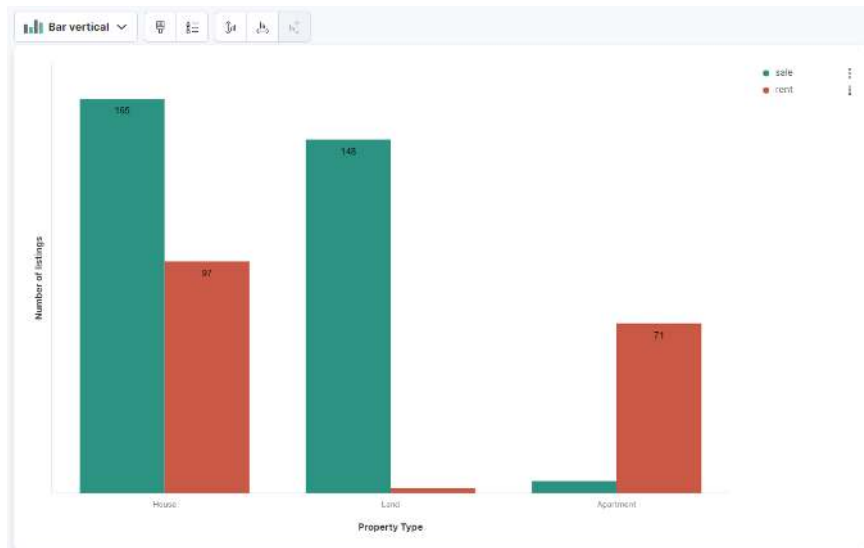 Bar vertical
sale
rent
165
148
97
71
Number of listings
House
Land
Apartment
Property Type